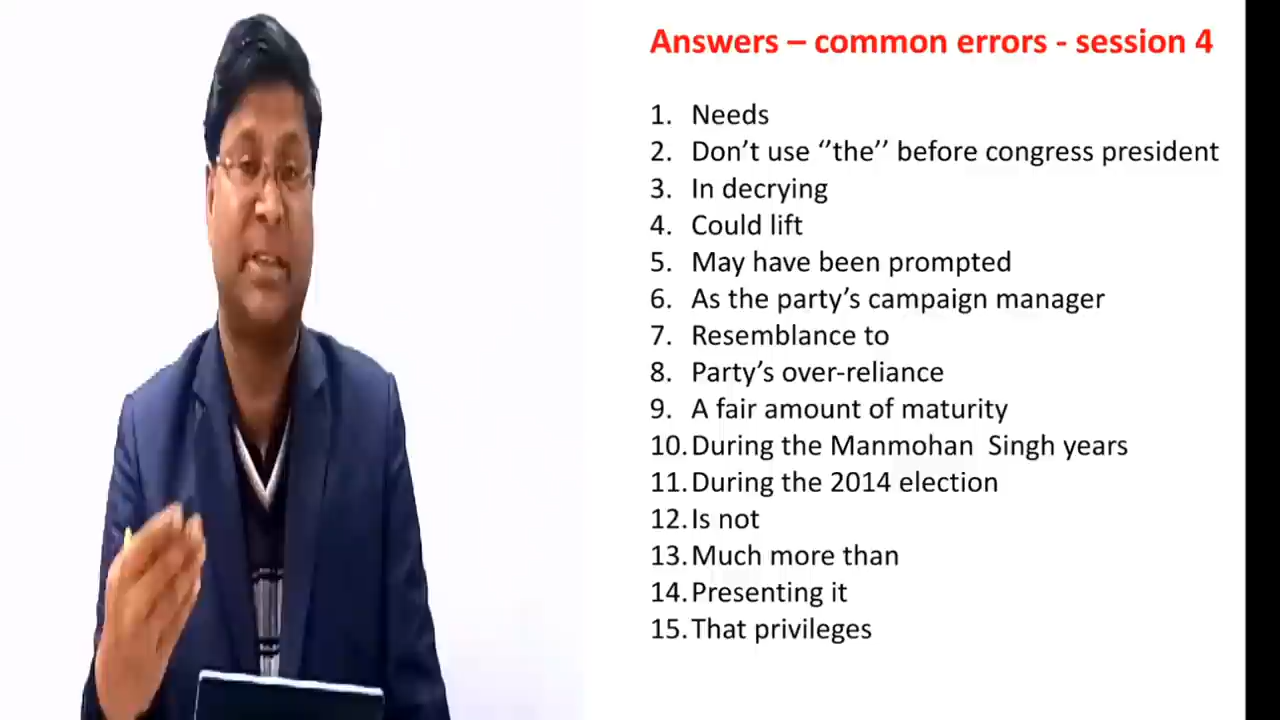 Answers – common errors - session 4
1. Needs
2. Don’t use ‘’the’’ before congress president
3. In decrying
4. Could lift
5. May have been prompted
6. As the party’s campaign manager
7. Resemblance to
8. Party’s over-reliance
9. A fair amount of maturity
10. During the Manmohan  Singh years
11. During the 2014 election
12. Is not
13. Much more than
14. Presenting it
15. That privileges